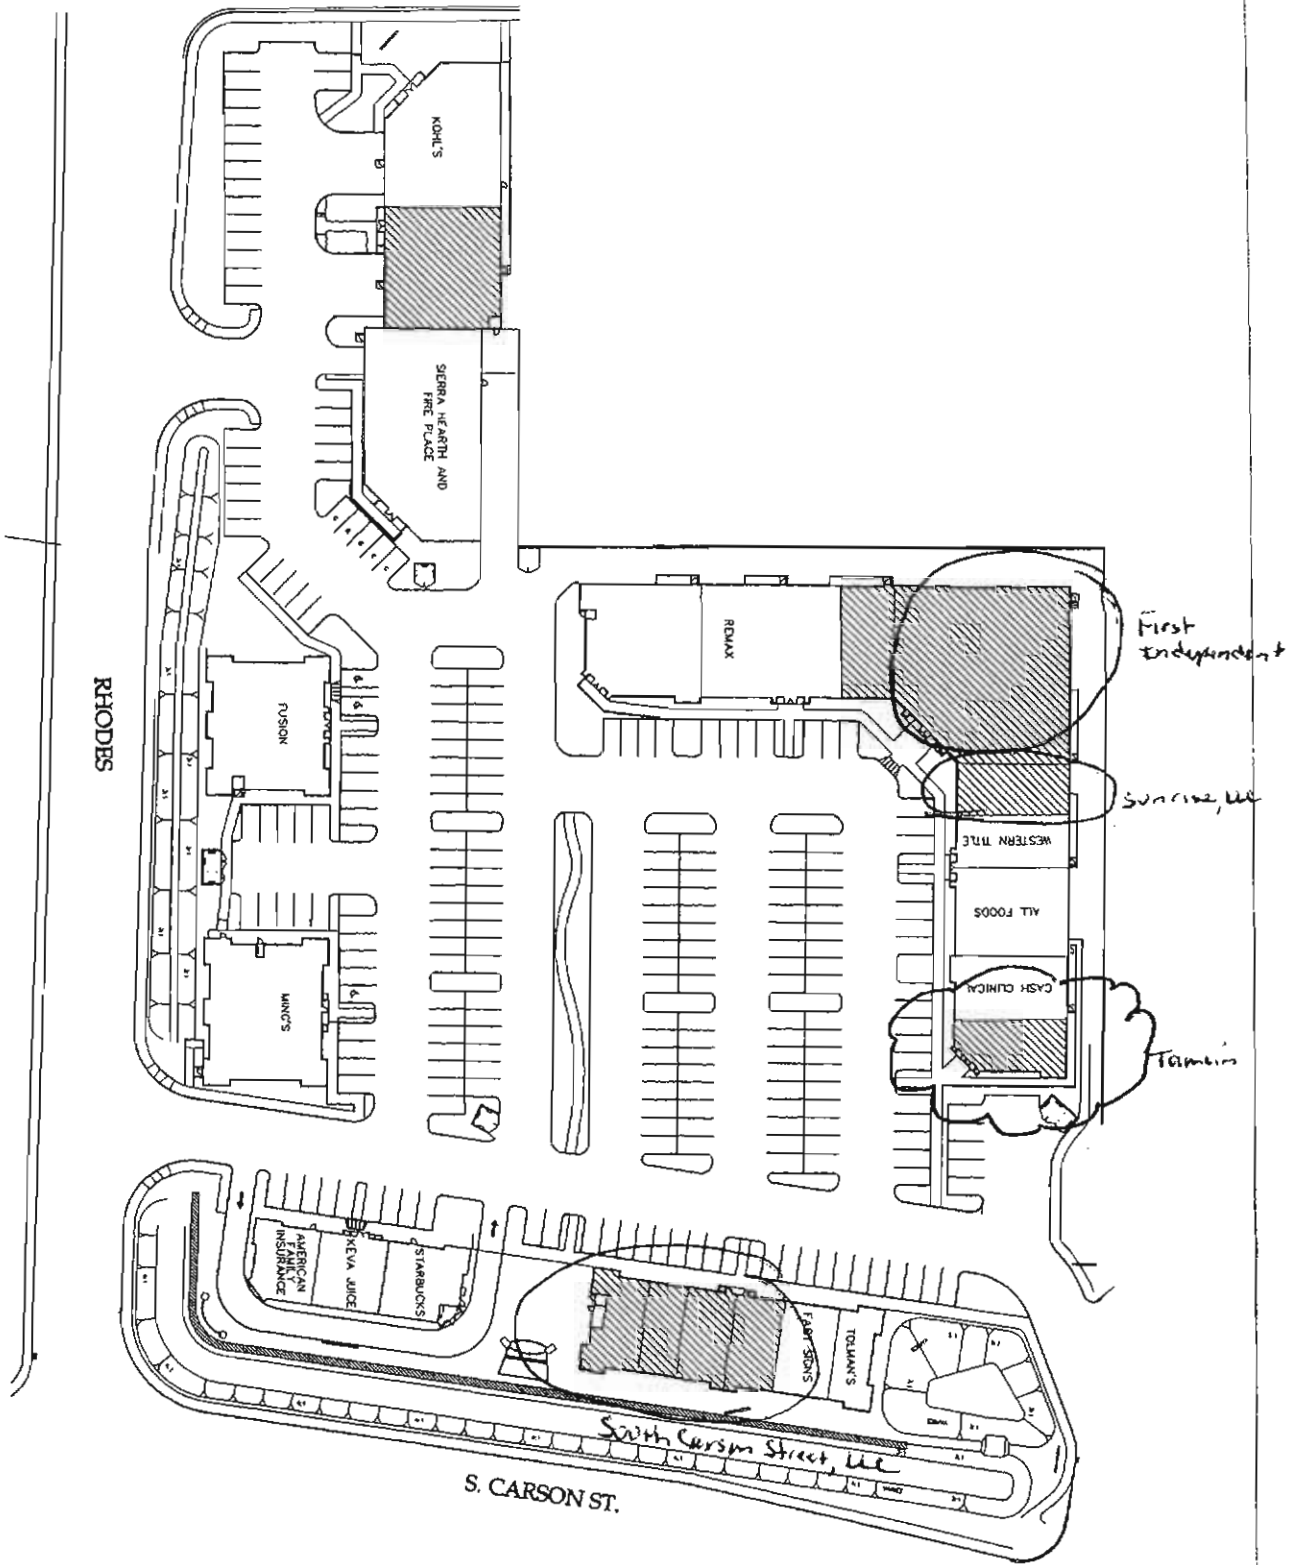 KOHL'S
SIERRA HEARTH AND
FIRE PLACE
REMAX
First
Independent
RHODES
FUSION
Sunrise, LLC
WESTERN TITLE
ALL FOODS
MING'S
CASH CLINICAL
AMERICAN
FAMILY
INSURANCE
KEVA JUICE
STARBUCKS
FAST SIGNS
TOLMAN'S
South Carson Street, LLC
S. CARSON ST.